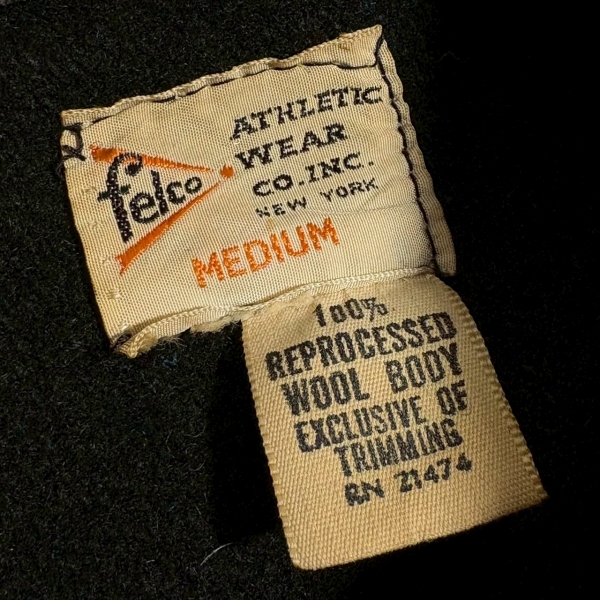 felco
ATHLETIC
WEAR
CO.INC.
NEW YORK
MEDIUM
100%
REPROCESSED
WOOL BODY
EXCLUSIVE OF
TRIMMING
RN 21474